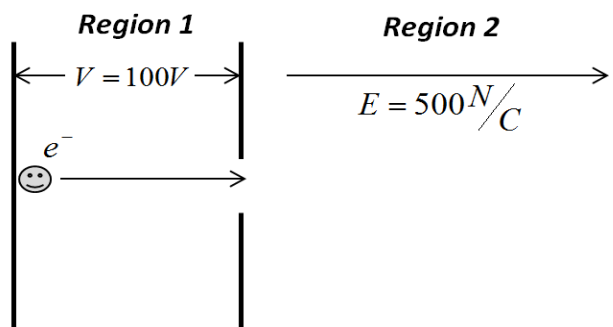 Region 1
Region 2
V = 100V
E = 500 N/C
e⁻